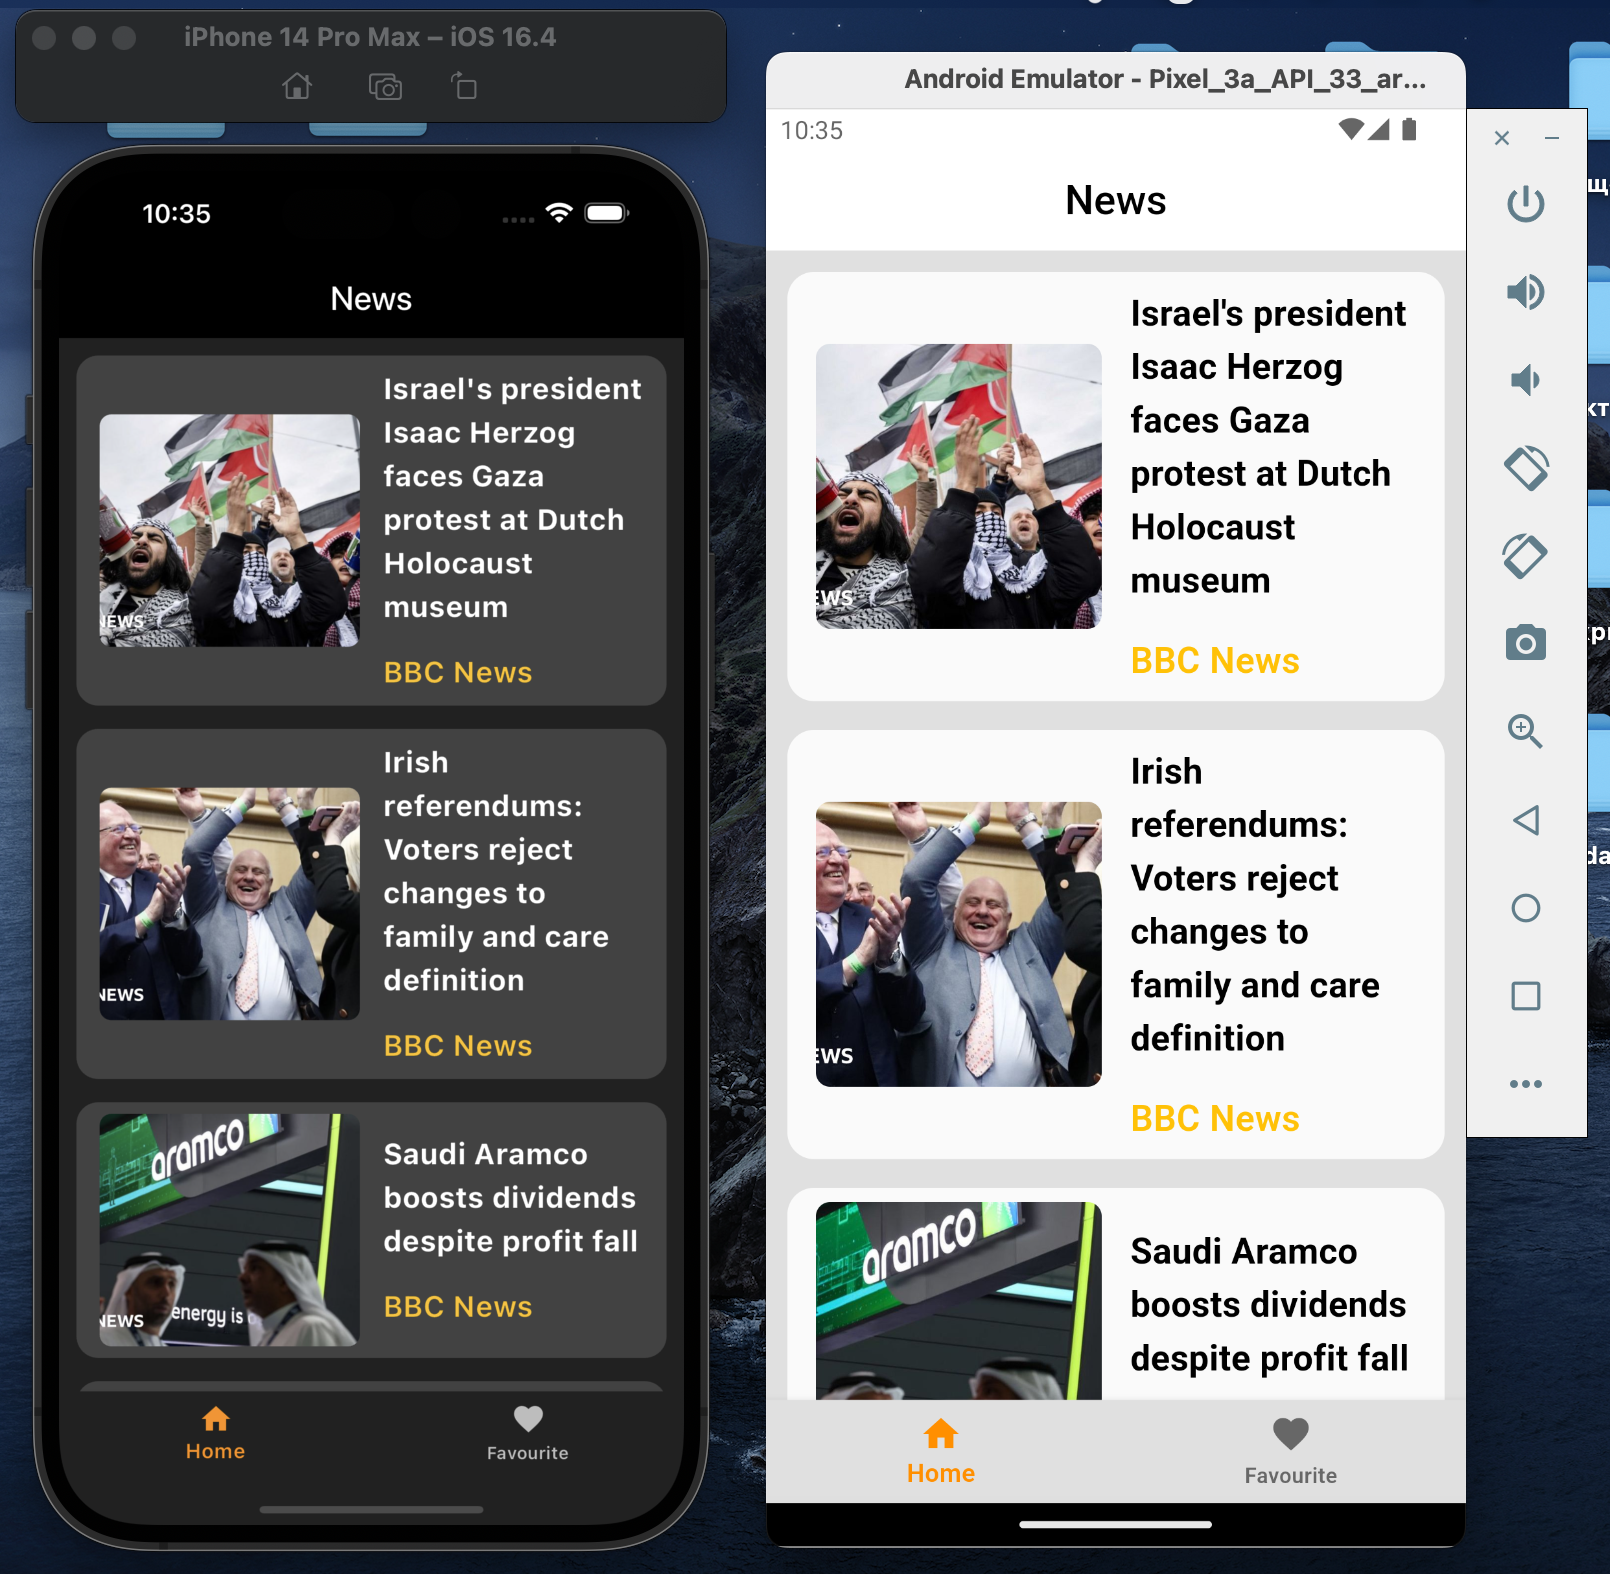 iPhone 14 Pro Max – iOS 16.4
10:35
News
Israel's president
Isaac Herzog
faces Gaza
protest at Dutch
Holocaust
museum
BBC News
NEWS
Irish
referendums:
Voters reject
changes to
family and care
definition
BBC News
NEWS
Saudi Aramco
boosts dividends
despite profit fall
BBC News
aramco
energy is
NEWS
Home
Favourite
Android Emulator - Pixel_3a_API_33_ar...
10:35
News
Israel's president
Isaac Herzog
faces Gaza
protest at Dutch
Holocaust
museum
BBC News
EWS
Irish
referendums:
Voters reject
changes to
family and care
definition
BBC News
EWS
Saudi Aramco
boosts dividends
despite profit fall
aramco
Home
Favourite